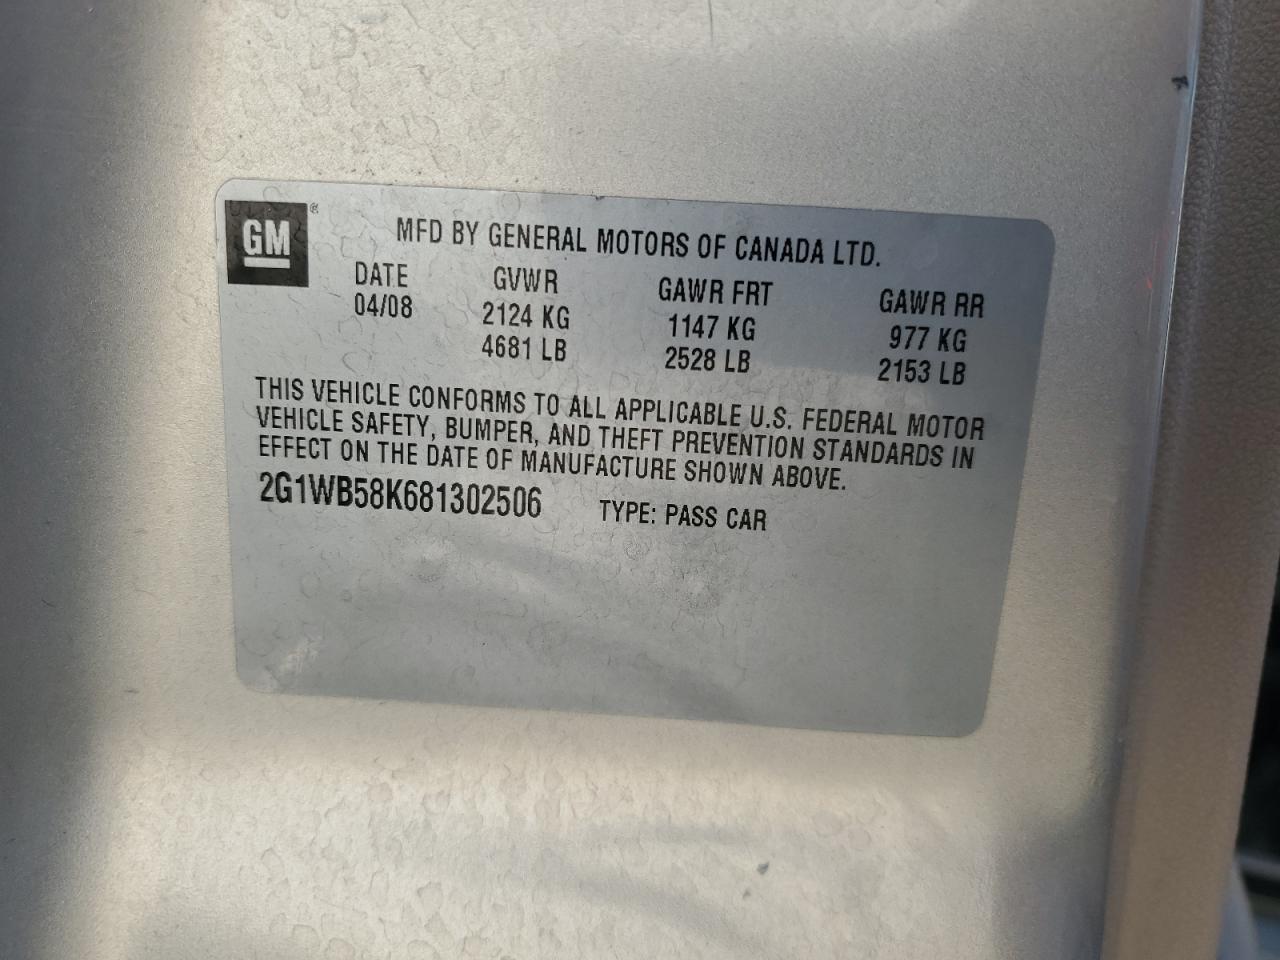 GM®
MFD BY GENERAL MOTORS OF CANADA LTD.
DATE GVWR GAWR FRT GAWR RR
04/08 2124 KG 1147 KG 977 KG
4681 LB 2528 LB 2153 LB
THIS VEHICLE CONFORMS TO ALL APPLICABLE U.S. FEDERAL MOTOR
VEHICLE SAFETY, BUMPER, AND THEFT PREVENTION STANDARDS IN
EFFECT ON THE DATE OF MANUFACTURE SHOWN ABOVE.
2G1WB58K681302506 TYPE: PASS CAR